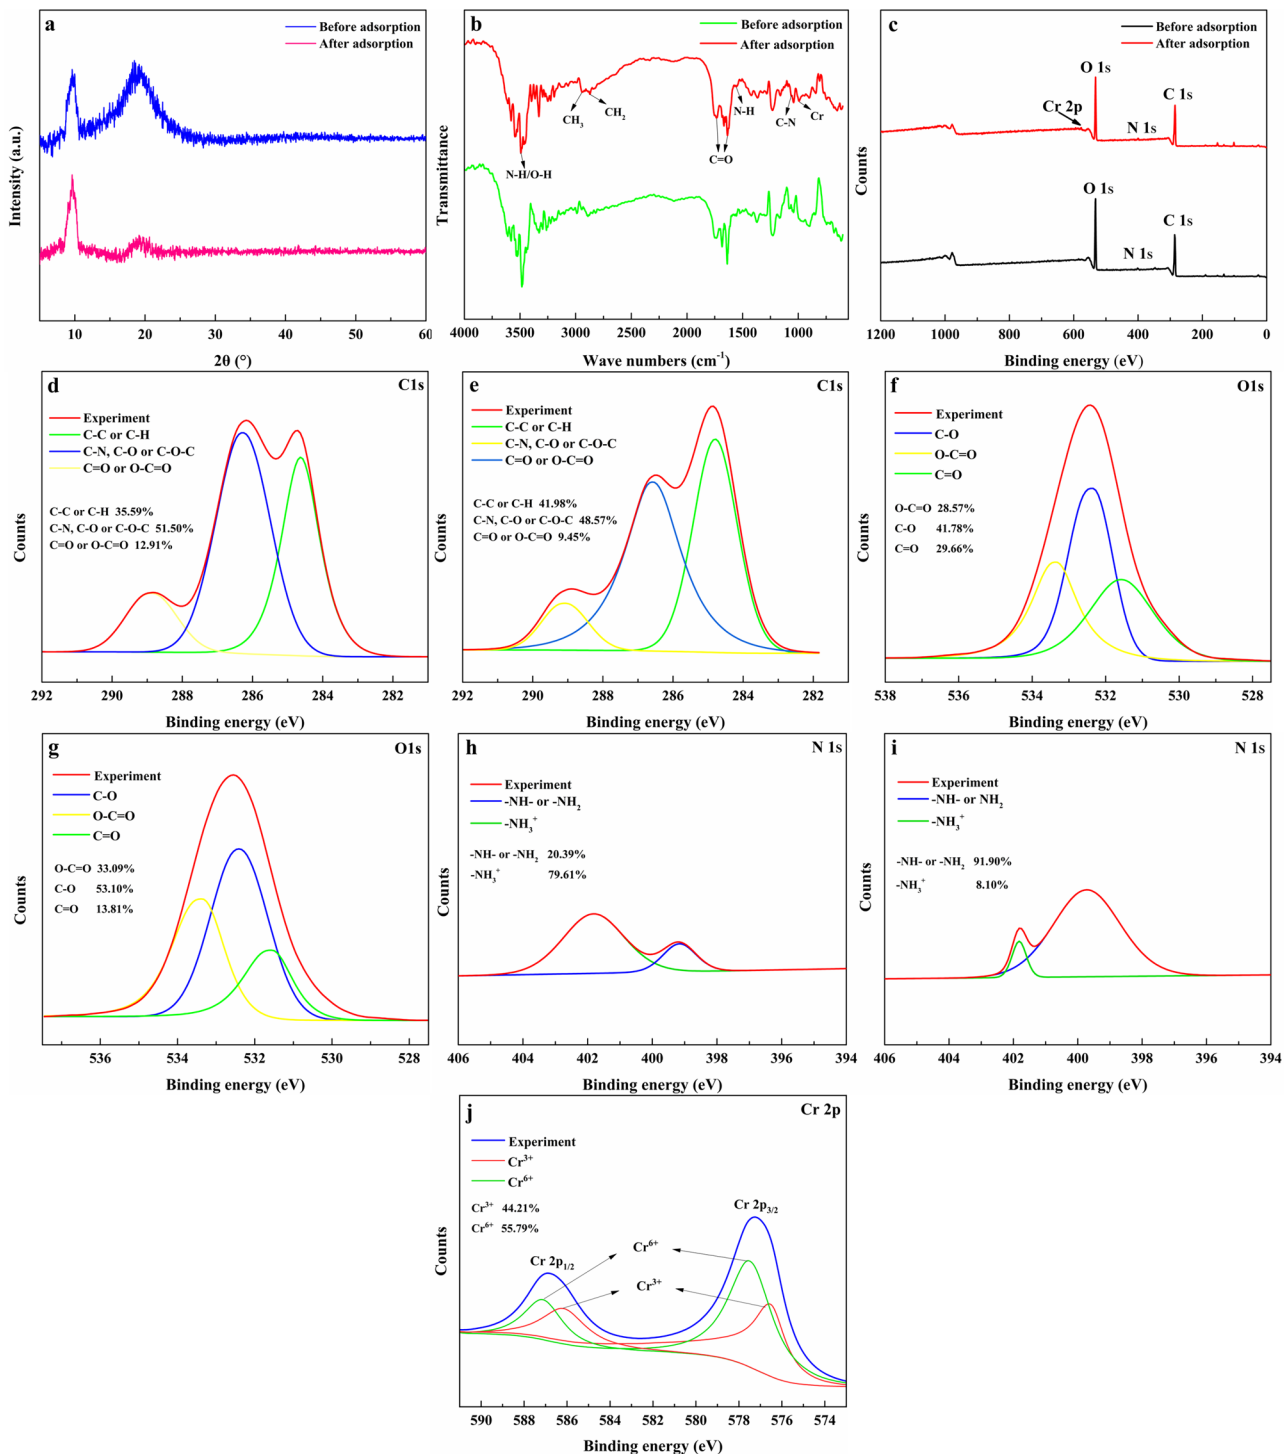 a
Before adsorption
After adsorption
Intensity (a.u.)
10 20 30 40 50 60
2θ (°)
b
Before adsorption
After adsorption
CH3
CH2
N-H
C-N
Cr
C=O
N-H/O-H
Transmittance
4000 3500 3000 2500 2000 1500 1000
Wave numbers (cm-1)
c
Before adsorption
After adsorption
O 1s
C 1s
Cr 2p
N 1s
O 1s
C 1s
N 1s
Counts
1200 1000 800 600 400 200 0
Binding energy (eV)
d
C1s
Experiment
C-C or C-H
C-N, C-O or C-O-C
C=O or O-C=O
C-C or C-H 35.59%
C-N, C-O or C-O-C 51.50%
C=O or O-C=O 12.91%
Counts
292 290 288 286 284 282
Binding energy (eV)
e
C1s
Experiment
C-C or C-H
C-N, C-O or C-O-C
C=O or O-C=O
C-C or C-H 41.98%
C-N, C-O or C-O-C 48.57%
C=O or O-C=O 9.45%
Counts
292 290 288 286 284 282
Binding energy (eV)
f
O1s
Experiment
C-O
O-C=O
C=O
O-C=O 28.57%
C-O 41.78%
C=O 29.66%
Counts
538 536 534 532 530 528
Binding energy (eV)
g
O1s
Experiment
C-O
O-C=O
C=O
O-C=O 33.09%
C-O 53.10%
C=O 13.81%
Counts
536 534 532 530 528
Binding energy (eV)
h
N 1s
Experiment
-NH- or -NH2
-NH3+
-NH- or -NH2 20.39%
-NH3+ 79.61%
Counts
406 404 402 400 398 396 394
Binding energy (eV)
i
N 1s
Experiment
-NH- or NH2
-NH3+
-NH- or -NH2 91.90%
-NH3+ 8.10%
Counts
406 404 402 400 398 396 394
Binding energy (eV)
j
Cr 2p
Experiment
Cr3+
Cr6+
Cr3+ 44.21%
Cr6+ 55.79%
Cr 2p3/2
Cr6+
Cr 2p1/2
Cr3+
Counts
590 588 586 584 582 580 578 576 574
Binding energy (eV)